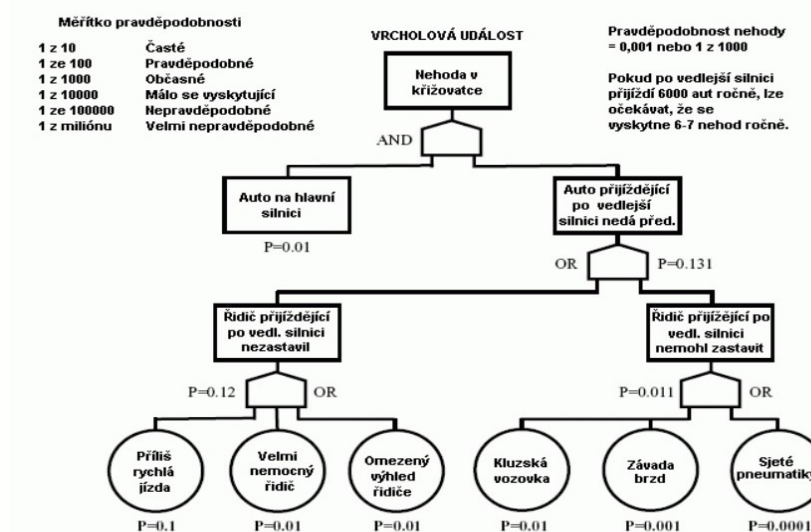 Měřítko pravděpodobnosti
1 z 10 Časté
1 ze 100 Pravděpodobné
1 z 1000 Občasné
1 z 10000 Málo se vyskytující
1 ze 100000 Nepravděpodobné
1 z miliónu Velmi nepravděpodobné
VRCHOLOVÁ UDÁLOST
Nehoda v
křižovatce
Pravděpodobnost nehody
= 0,001 nebo 1 z 1000
Pokud po vedlejší silnici
přijíždí 6000 aut ročně, lze
očekávat, že se
vyskytne 6-7 nehod ročně.
AND
Auto na hlavní
silnici
P=0.01
Auto přijíždějící
po vedlejší
silnici nedá před.
OR
P=0.131
Řidič přijíždějící
po vedl. silnici
nezastavil
P=0.12
OR
Řidič přijížějící po
vedl. silnici
nemohl zastavit
P=0.011
OR
Příliš
rychlá
jízda
P=0.1
Velmi
nemocný
řidič
P=0.01
Omezený
výhled
řidiče
P=0.01
Kluzská
vozovka
P=0.01
Závada
brzd
P=0.001
Sjeté
pneumatiky
P=0.0001